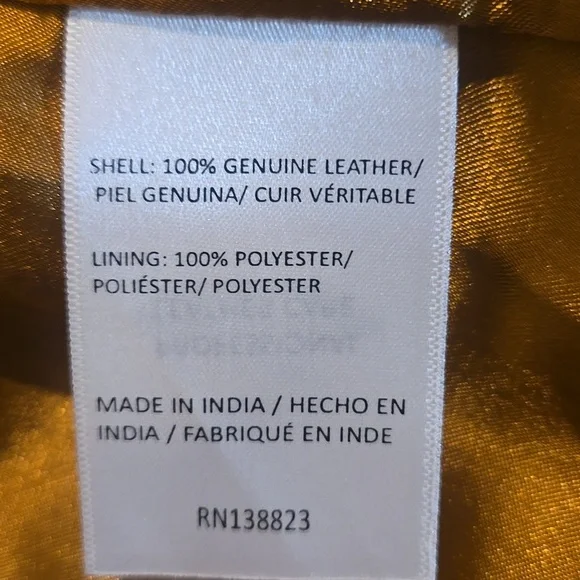 SHELL: 100% GENUINE LEATHER/
PIEL GENUINA/ CUIR VÉRITABLE
LINING: 100% POLYESTER/
POLIÉSTER/ POLYESTER
MADE IN INDIA / HECHO EN
INDIA / FABRIQUÉ EN INDE
RN138823